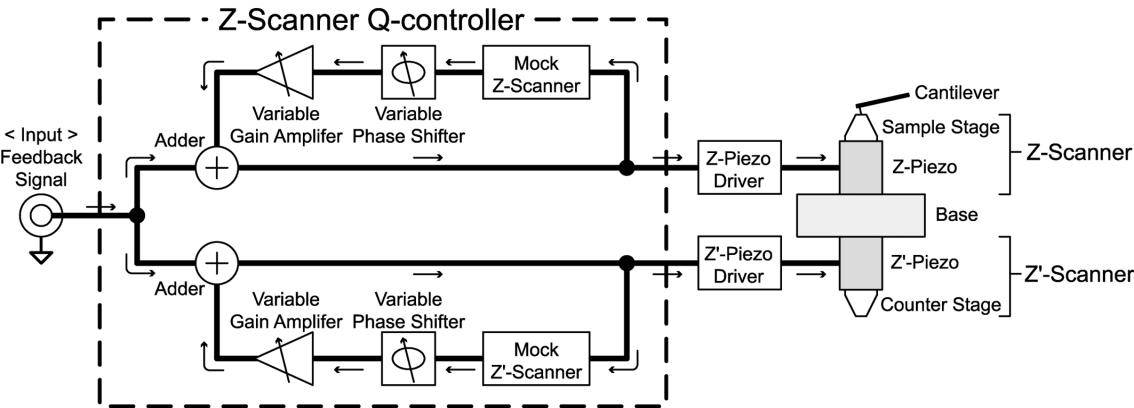 Z-Scanner Q-controller
Mock
Z-Scanner
Variable
Gain Amplifer
Variable
Phase Shifter
< Input >
Feedback
Signal
Adder
Z-Piezo
Driver
Cantilever
Sample Stage
Z-Piezo
Z-Scanner
Base
Adder
Z'-Piezo
Driver
Z'-Piezo
Counter Stage
Z'-Scanner
Variable
Gain Amplifer
Variable
Phase Shifter
Mock
Z'-Scanner